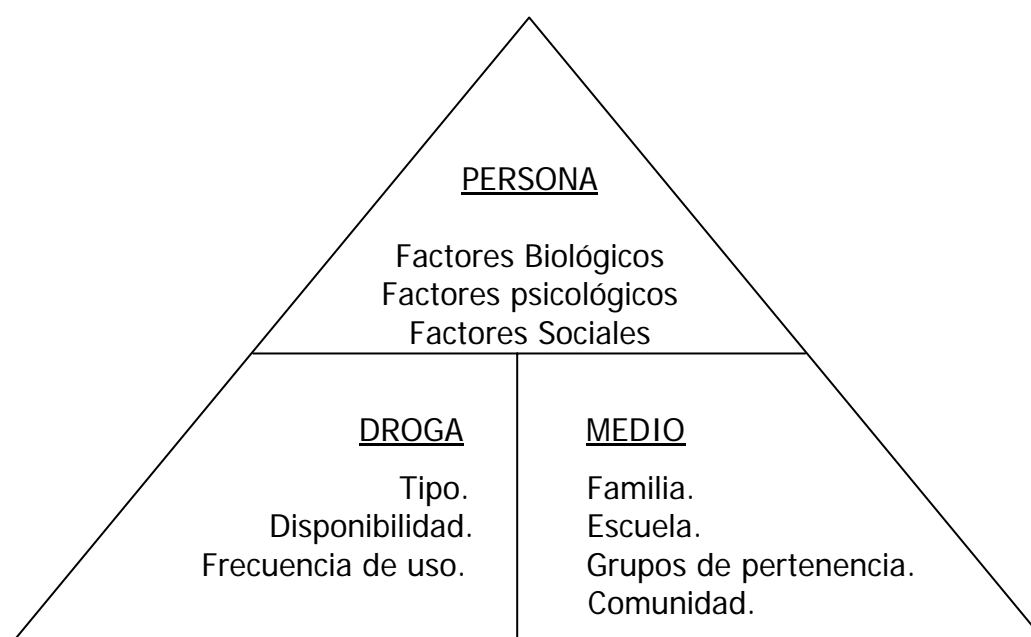 PERSONA
Factores Biológicos
Factores psicológicos
Factores Sociales
DROGA
Tipo.
Disponibilidad.
Frecuencia de uso.
MEDIO
Familia.
Escuela.
Grupos de pertenencia.
Comunidad.